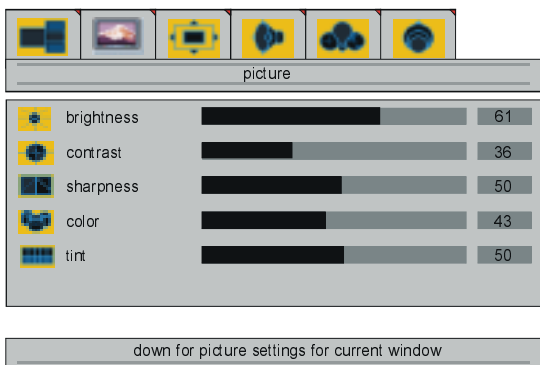 picture
brightness 61
contrast 36
sharpness 50
color 43
tint 50
down for picture settings for current window